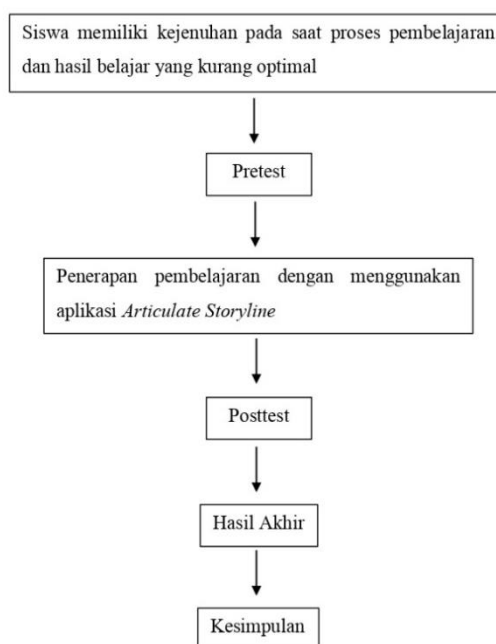 Siswa memiliki kejenuhan pada saat proses pembelajaran
dan hasil belajar yang kurang optimal
Pretest
Penerapan pembelajaran dengan menggunakan
aplikasi Articulate Storyline
Posttest
Hasil Akhir
Kesimpulan